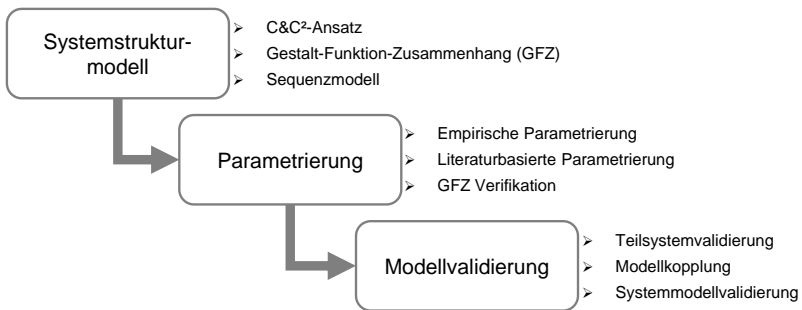 Systemstruktur-
modell
C&C²-Ansatz
Gestalt-Funktion-Zusammenhang (GFZ)
Sequenzmodell
Parametrierung
Empirische Parametrierung
Literaturbasierte Parametrierung
GFZ Verifikation
Modellvalidierung
Teilsystemvalidierung
Modellkopplung
Systemmodellvalidierung